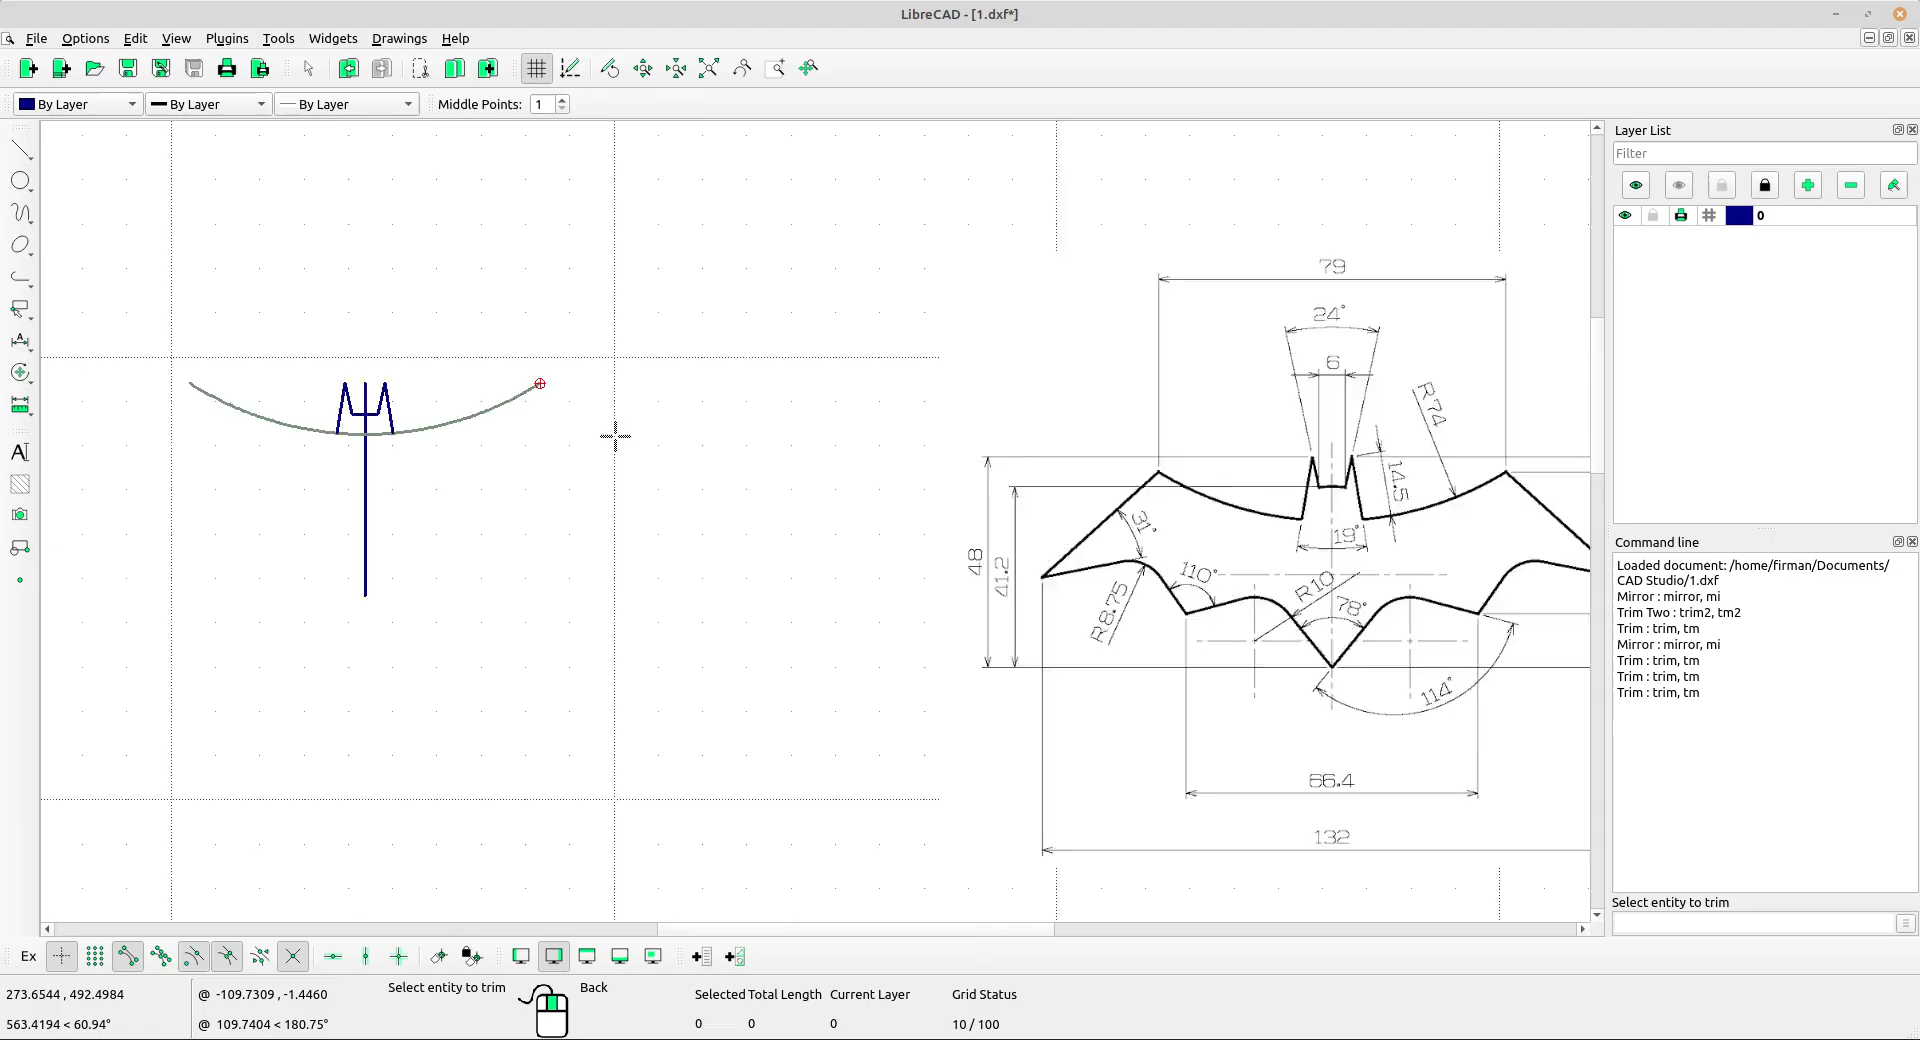 LibreCAD - [1.dxf*]
File Options Edit View Plugins Tools Widgets Drawings Help
By Layer By Layer By Layer Middle Points: 1
Layer List
Filter
0
Command line
Loaded document: /home/firman/Documents/
CAD Studio/1.dxf
Mirror : mirror, mi
Trim Two : trim2, tm2
Trim : trim, tm
Mirror : mirror, mi
Trim : trim, tm
Trim : trim, tm
Trim : trim, tm
Select entity to trim
79
24°
6
R74
14.5
19°
31°
48
41.2
110°
R10
78°
R8.75
114°
66.4
132
A
Ex
273.6544 , 492.4984
563.4194 < 60.94°
@ -109.7309 , -1.4460
@ 109.7404 < 180.75°
Select entity to trim
Back
Selected Total Length Current Layer Grid Status
0 0 0 10 / 100